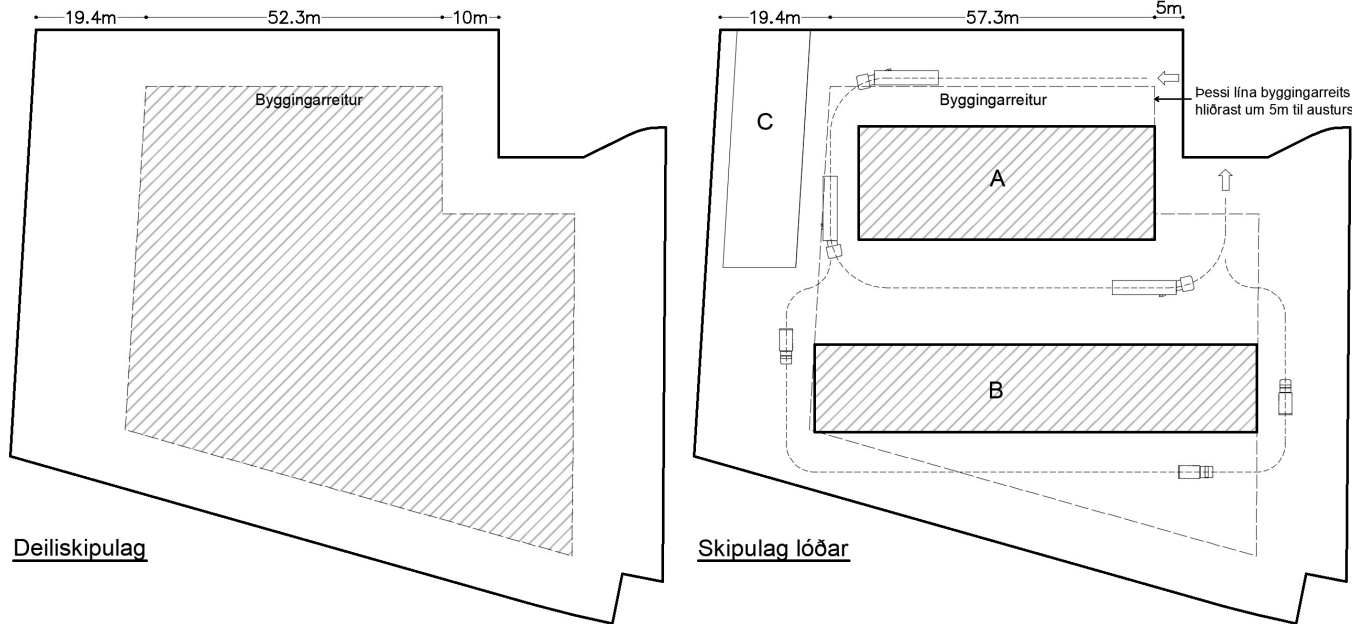 19.4m 52.3m 10m
Byggingarreitur
Deiliskipulag
19.4m 57.3m 5m
Byggingarreitur
Þessi lína byggingarreits
hliðrast um 5m til austurs
C
A
B
Skipulag lóðar